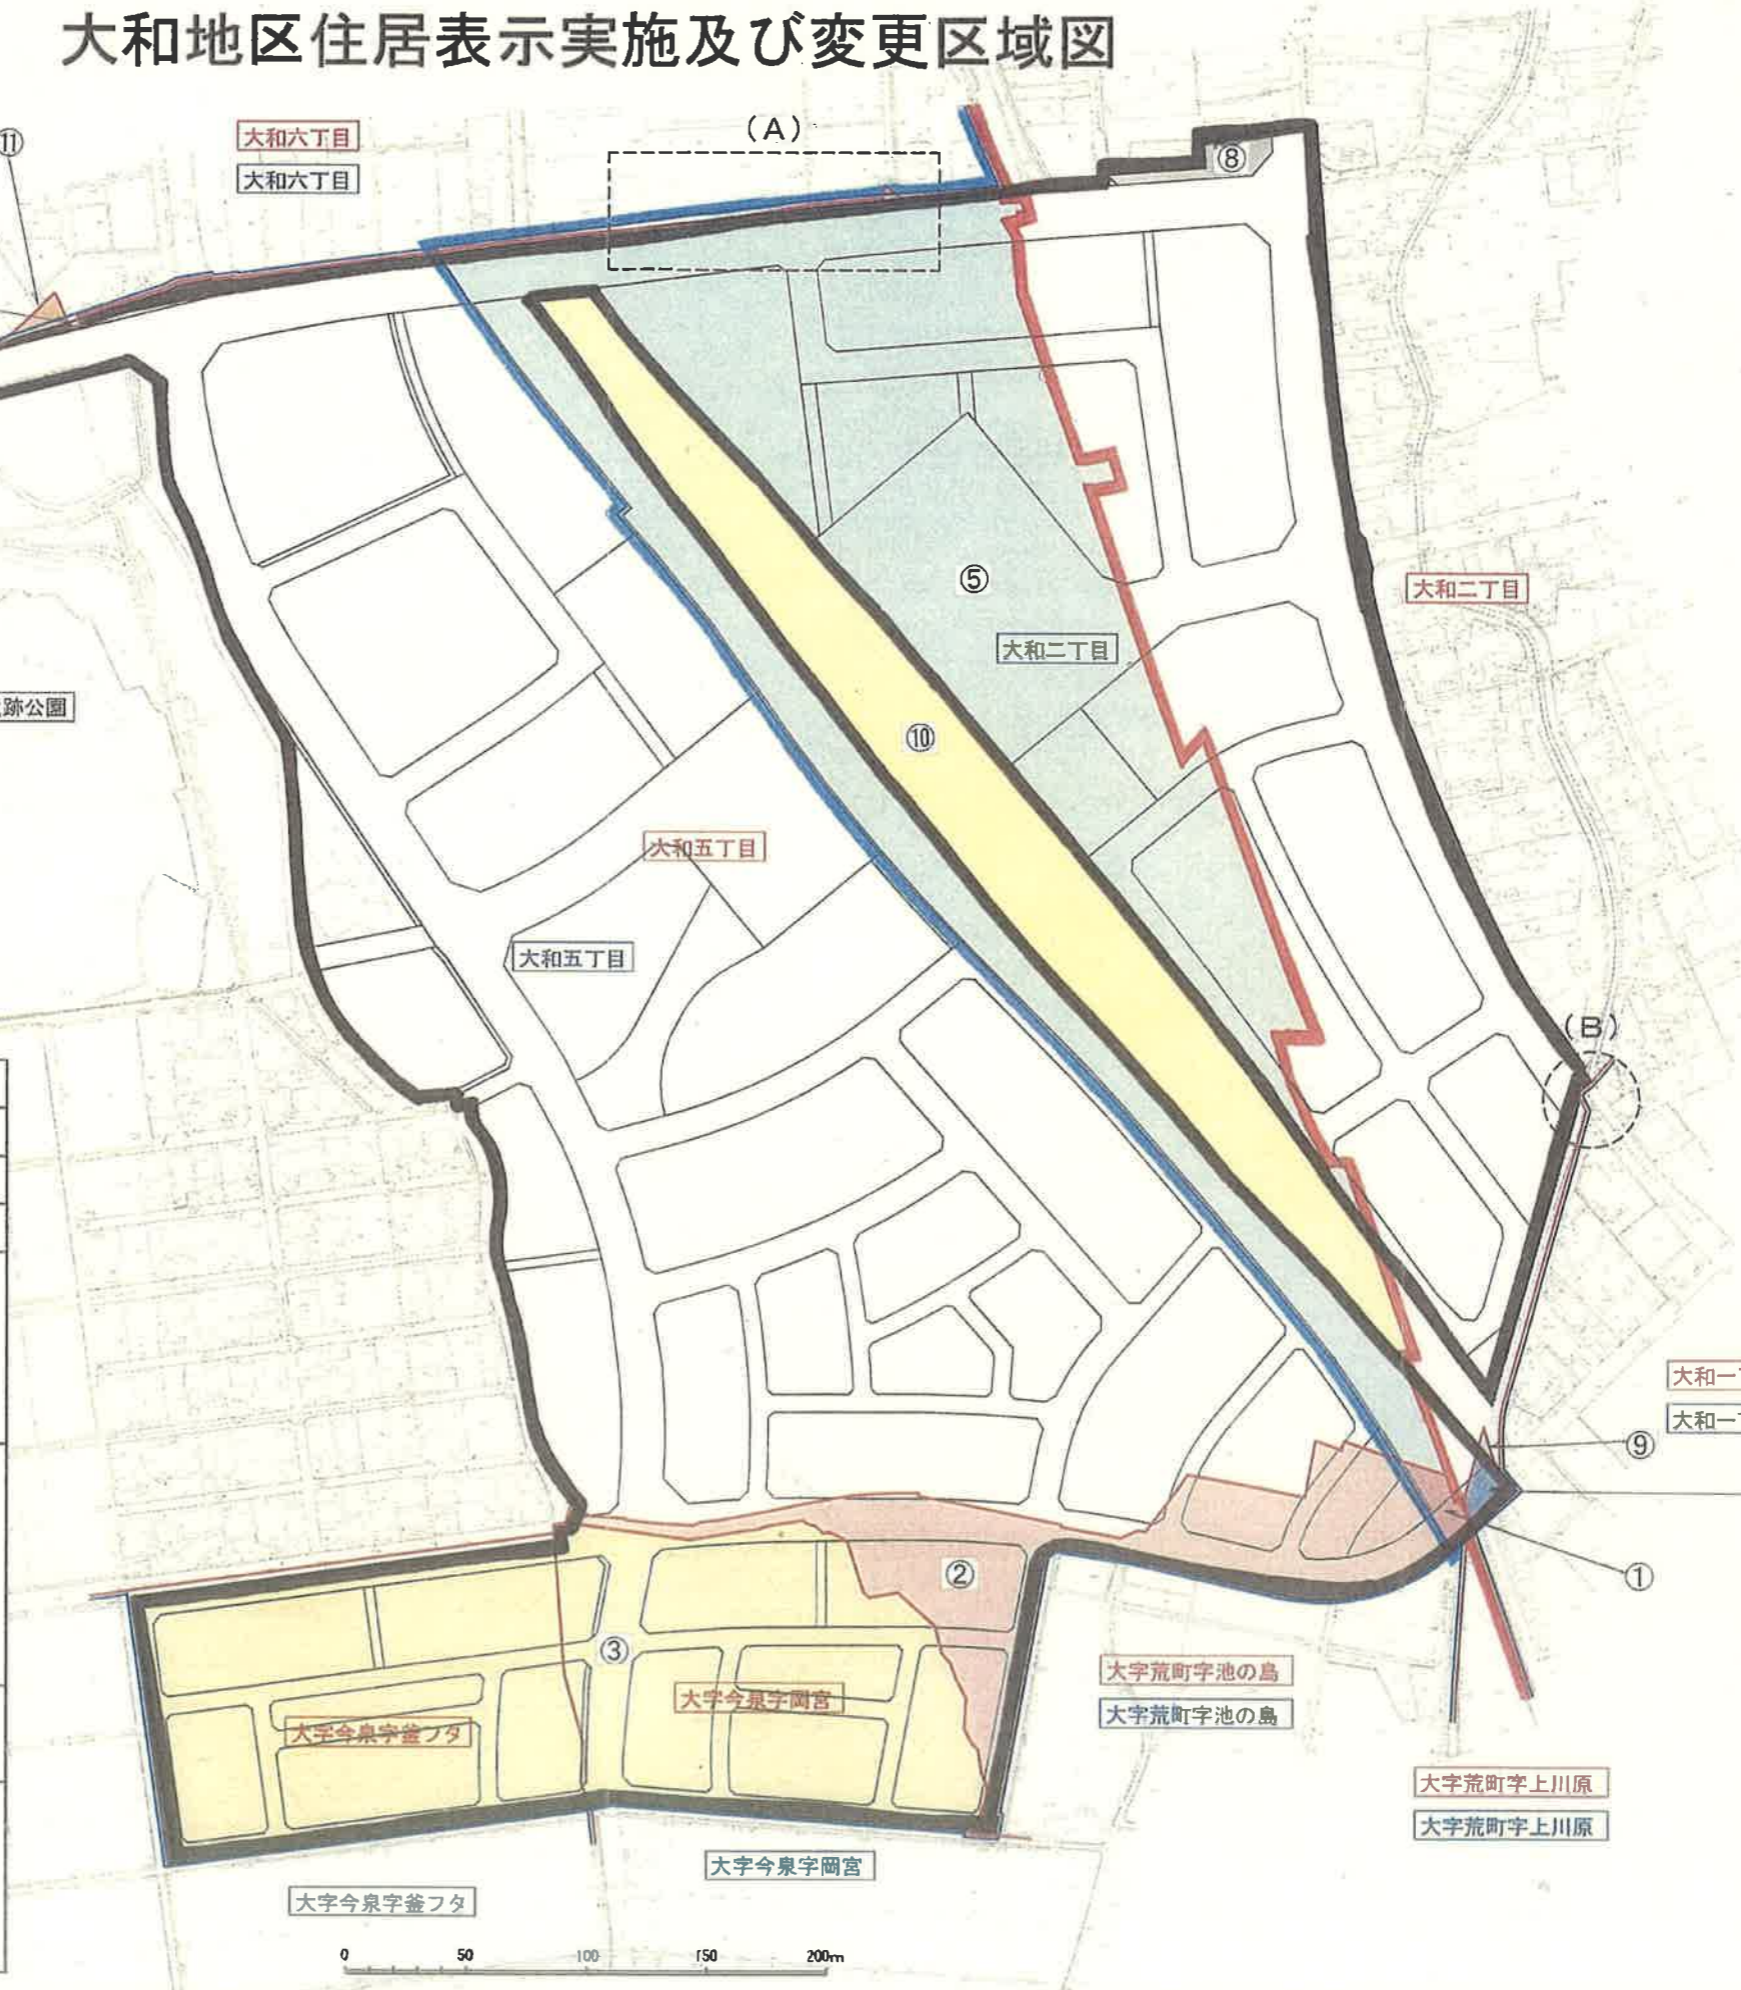 大和地区住居表示実施及び変更区域図
⑪
大和六丁目
大和六丁目
(A)
⑧
大和二丁目
⑤
大和二丁目
跡公園
⑩
大和五丁目
大和五丁目
(B)
大和一
大和一
⑨
①
②
③
大字荒町字池の島
大字荒町字池の島
大字今泉字岡宮
大字今泉字釜フタ
大字荒町字上川原
大字荒町字上川原
大字今泉字岡宮
大字今泉字釜フタ
0 50 100 150 200m